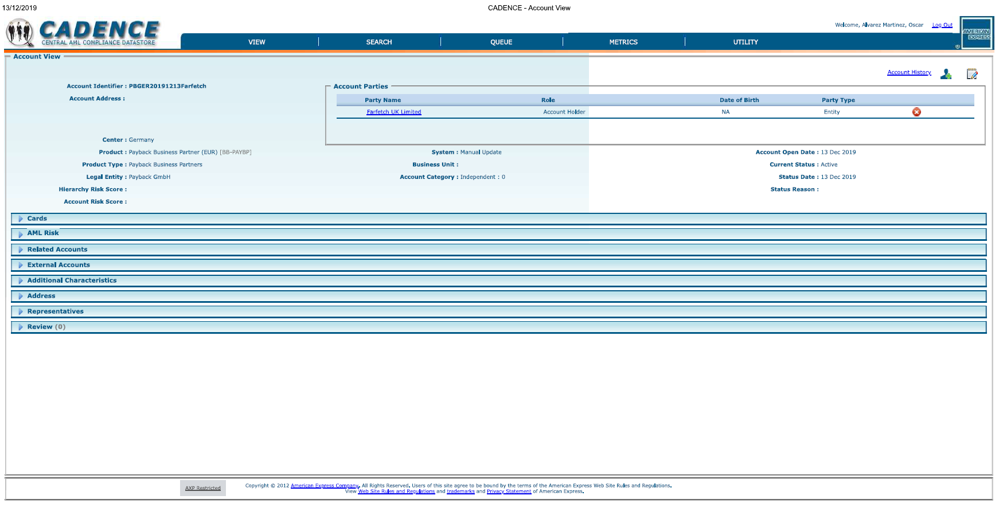 13/12/2019
CADENCE - Account View
CADENCE
CENTRAL AML COMPLIANCE DATASTORE
Welcome, Alvarez Martinez, Oscar Log Out
AMERICAN EXPRESS
®
VIEW SEARCH QUEUE METRICS UTILITY
Account View
Account History
Account Identifier : PBGER20191213Farfetch
Account Address :
Account Parties
Party Name Role Date of Birth Party Type
Farfetch UK Limited Account Holder NA Entity
Center : Germany
Product : Payback Business Partner (EUR) [BB-PAYBP] System : Manual Update Account Open Date : 13 Dec 2019
Product Type : Payback Business Partners Business Unit : Current Status : Active
Legal Entity : Payback GmbH Account Category : Independent : 0 Status Date : 13 Dec 2019
Hierarchy Risk Score : Status Reason :
Account Risk Score :
Cards
AML Risk
Related Accounts
External Accounts
Additional Characteristics
Address
Representatives
Review (0)
AXP Restricted
Copyright © 2012 American Express Company. All Rights Reserved. Users of this site agree to be bound by the terms of the American Express Web Site Rules and Regulations.
View Web Site Rules and Regulations and trademarks and Privacy Statement of American Express.